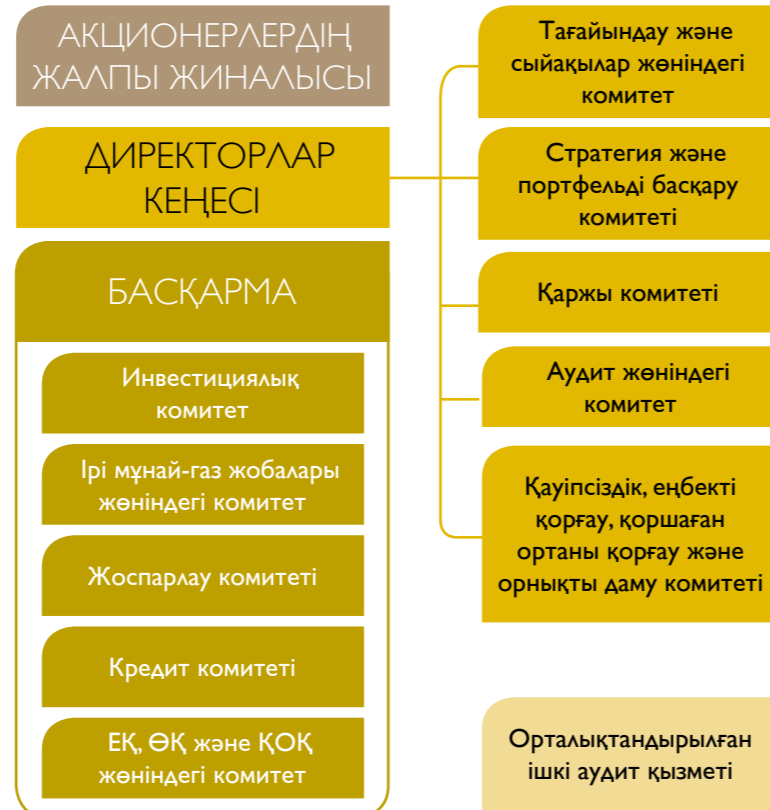 АКЦИОНЕРЛЕРДІҢ
ЖАЛПЫ ЖИНАЛЫСЫ
ДИРЕКТОРЛАР
КЕҢЕСІ
БАСҚАРМА
Инвестициялық
комитет
Ірі мұнай-газ жобалары
жөніндегі комитет
Жоспарлау комитеті
Кредит комитеті
ЕҚ, ӨҚ және ҚОҚ
жөніндегі комитет
Тағайындау және
сыйақылар жөніндегі
комитет
Стратегия және
портфельді басқару
комитеті
Қаржы комитеті
Аудит жөніндегі
комитет
Қауіпсіздік, еңбекті
қорғау, қоршаған
ортаны қорғау және
орнықты даму комитеті
Орталықтандырылған
ішкі аудит қызметі